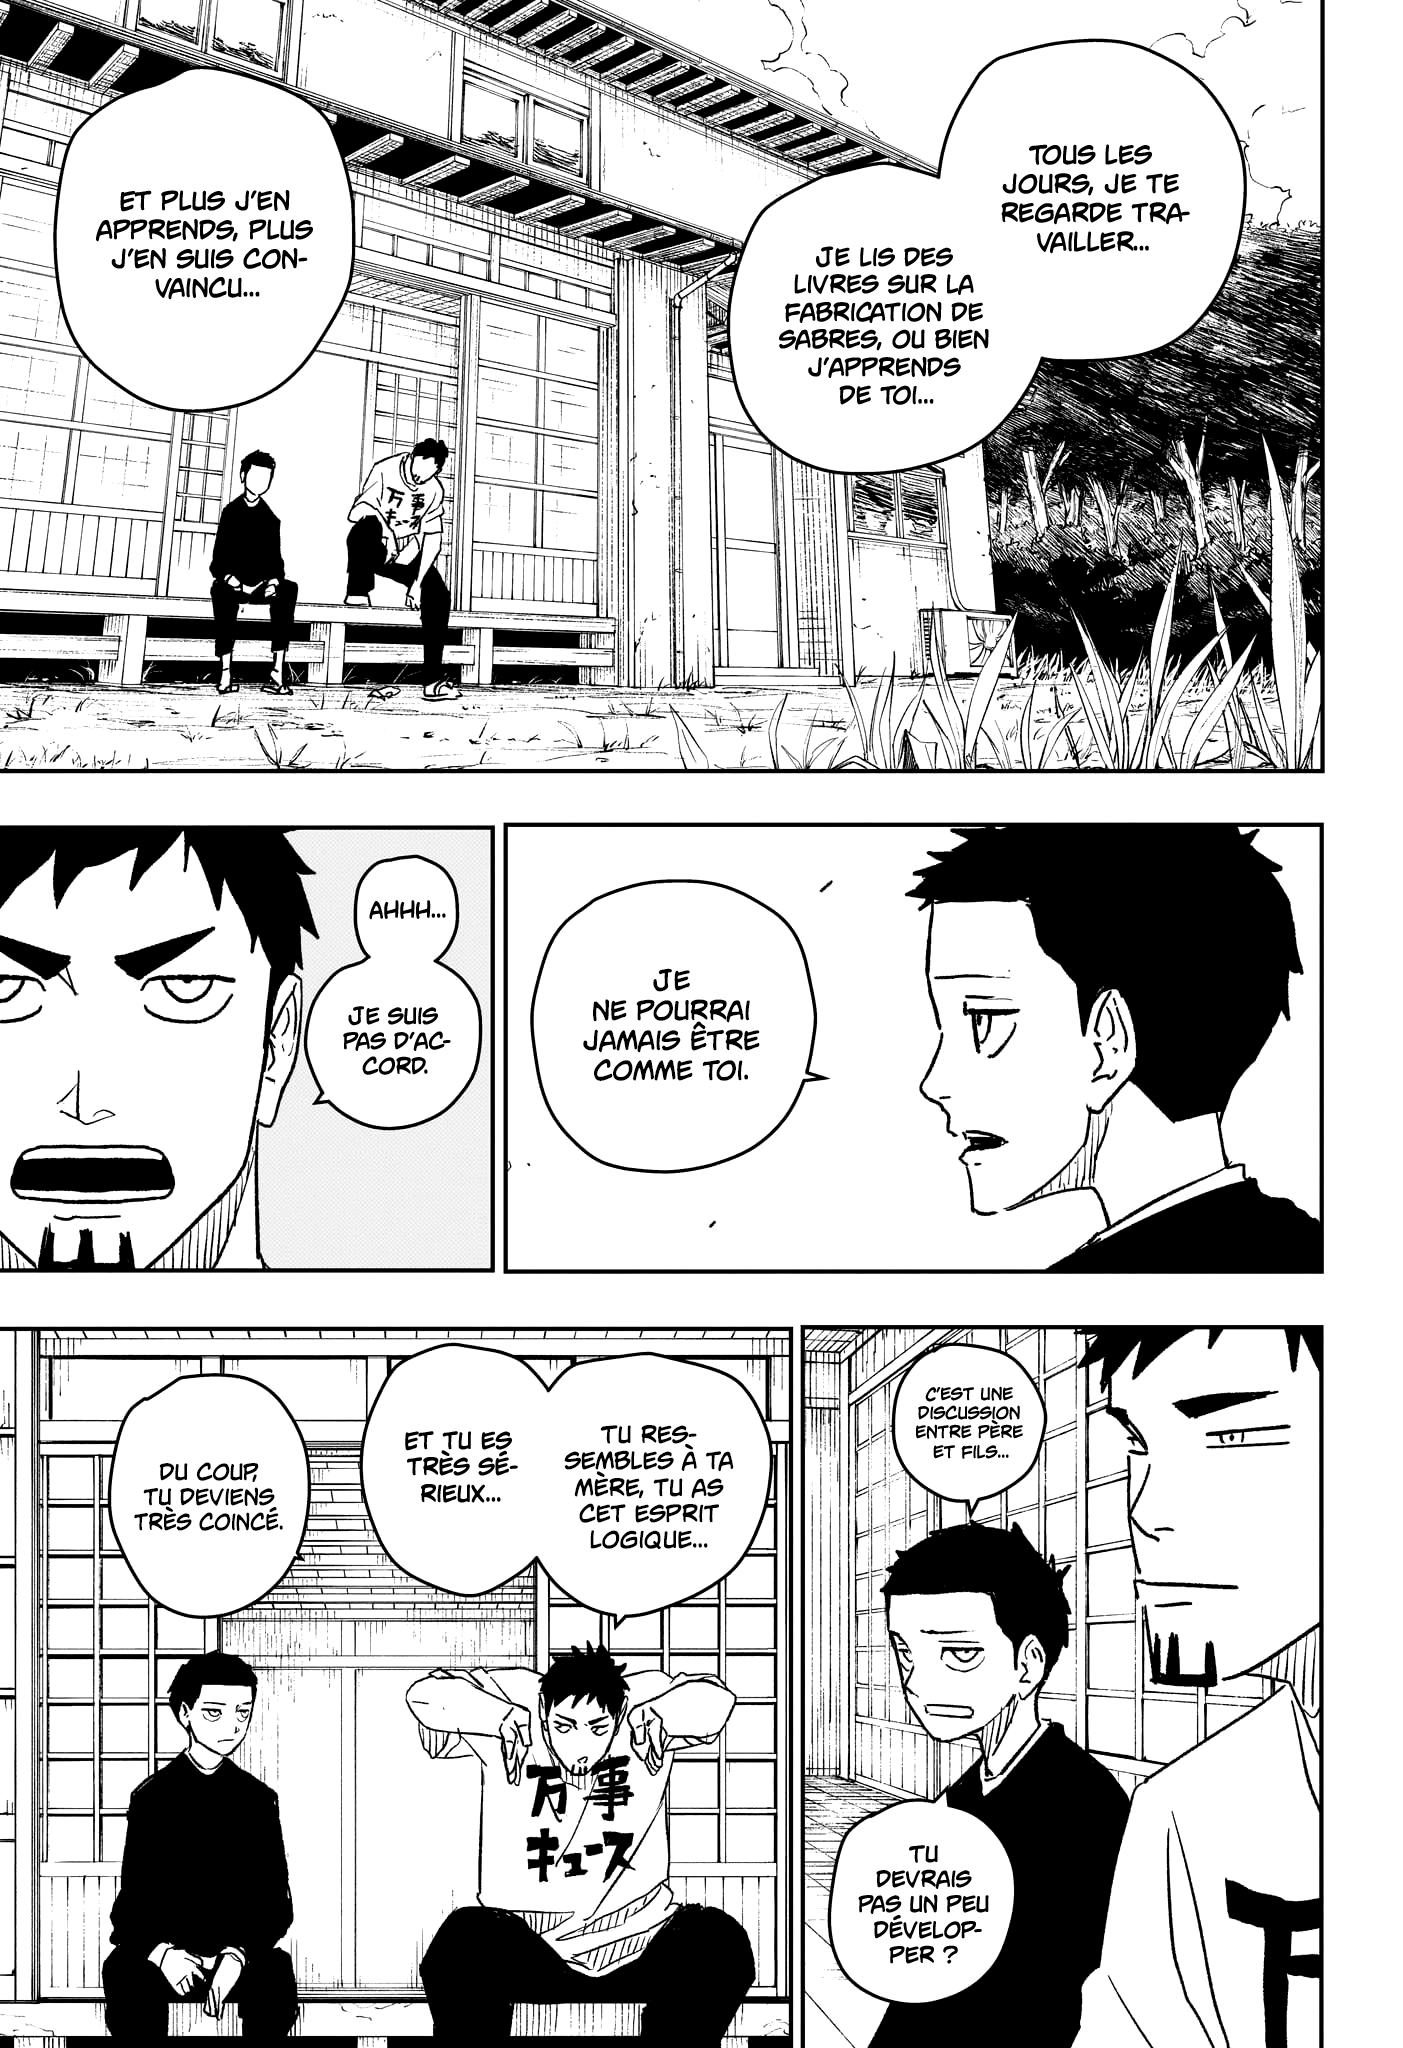 TOUS LES
JOURS, JE TE
REGARDE TRA-
VAILLER...
JE LIS DES
LIVRES SUR LA
FABRICATION DE
SABRES, OU BIEN
J'APPRENDS
DE TOI...
ET PLUS J'EN
APPRENDS, PLUS
J'EN SUIS CON-
VAINCU...
万事
キュース
JE
NE POURRAI
JAMAIS ÊTRE
COMME TOI.
AHHH...
JE SUIS
PAS D'AC-
CORD.
C'EST UNE
DISCUSSION
ENTRE PÈRE
ET FILS...
TU
DEVRAIS
PAS UN PEU
DÉVELOP-
PER ?
TU RES-
SEMBLES À TA
MÈRE, TU AS
CET ESPRIT
LOGIQUE...
ET TU ES
TRÈS SÉ-
RIEUX...
DU COUP,
TU DEVIENS
TRÈS COINCÉ.
万事
キュース